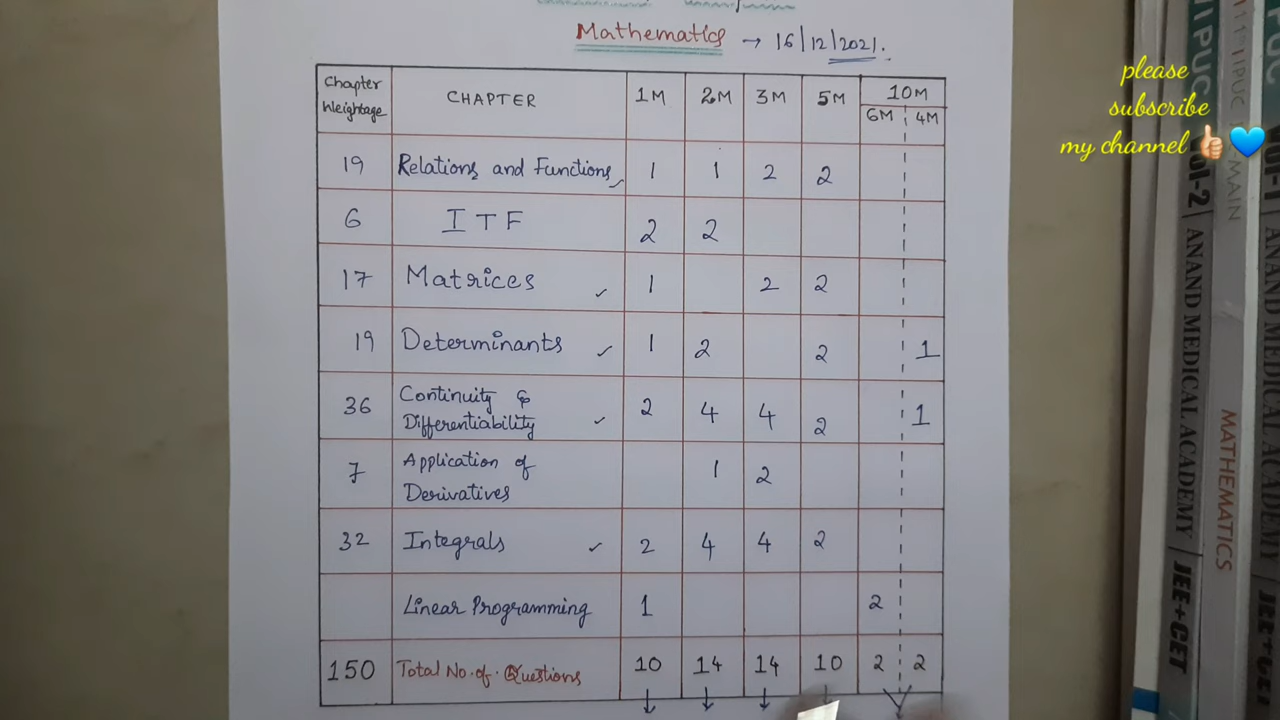 Mathematics → 16/12/2021.
please
subscribe
my channel 👍🏻💙
Chapter Weightage CHAPTER 1M 2M 3M 5M 10M
6M 4M
19 Relations and Functions 1 1 2 2
6 ITF 2 2
17 Matrices ✓ 1 2 2
19 Determinants ✓ 1 2 2 1
36 Continuity & Differentiability ✓ 2 4 4 2 1
7 Application of Derivatives 1 2
32 Integrals ✓ 2 4 4 2
Linear Programming 1 2
150 Total No. of. Questions 10 14 14 10 2 2
ANAND MEDICAL ACADEMY JEE+CET
MATHEMATICS
ANAND MEDICAL ACADEMY JEE+CET